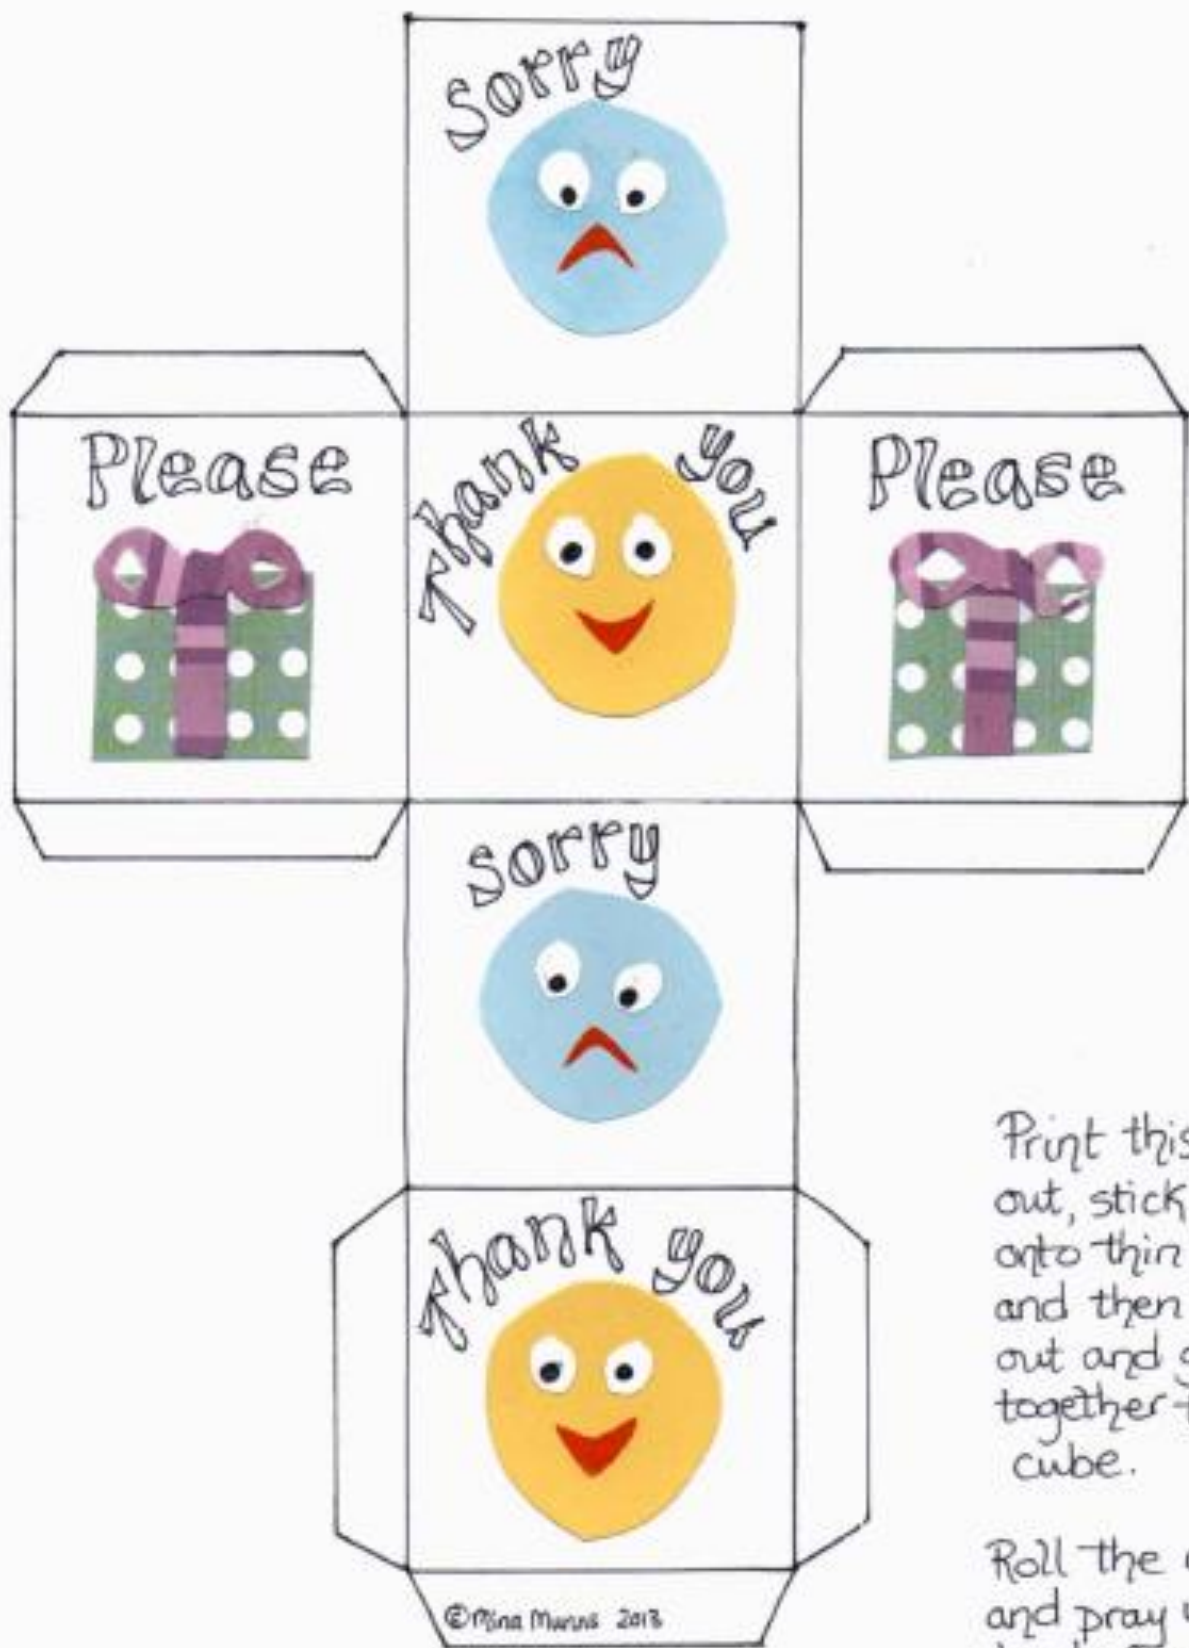 Sorry
Please
Thank you
Please
Sorry
Print this
out, stick
onto thin
and then
out and
together
cube.
Thank you
Roll the
and pray
© Mina Munns 2013